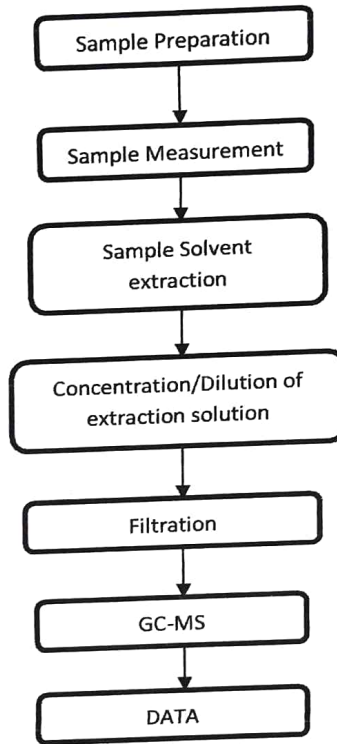 Sample Preparation
Sample Measurement
Sample Solvent
extraction
Concentration/Dilution of
extraction solution
Filtration
GC-MS
DATA